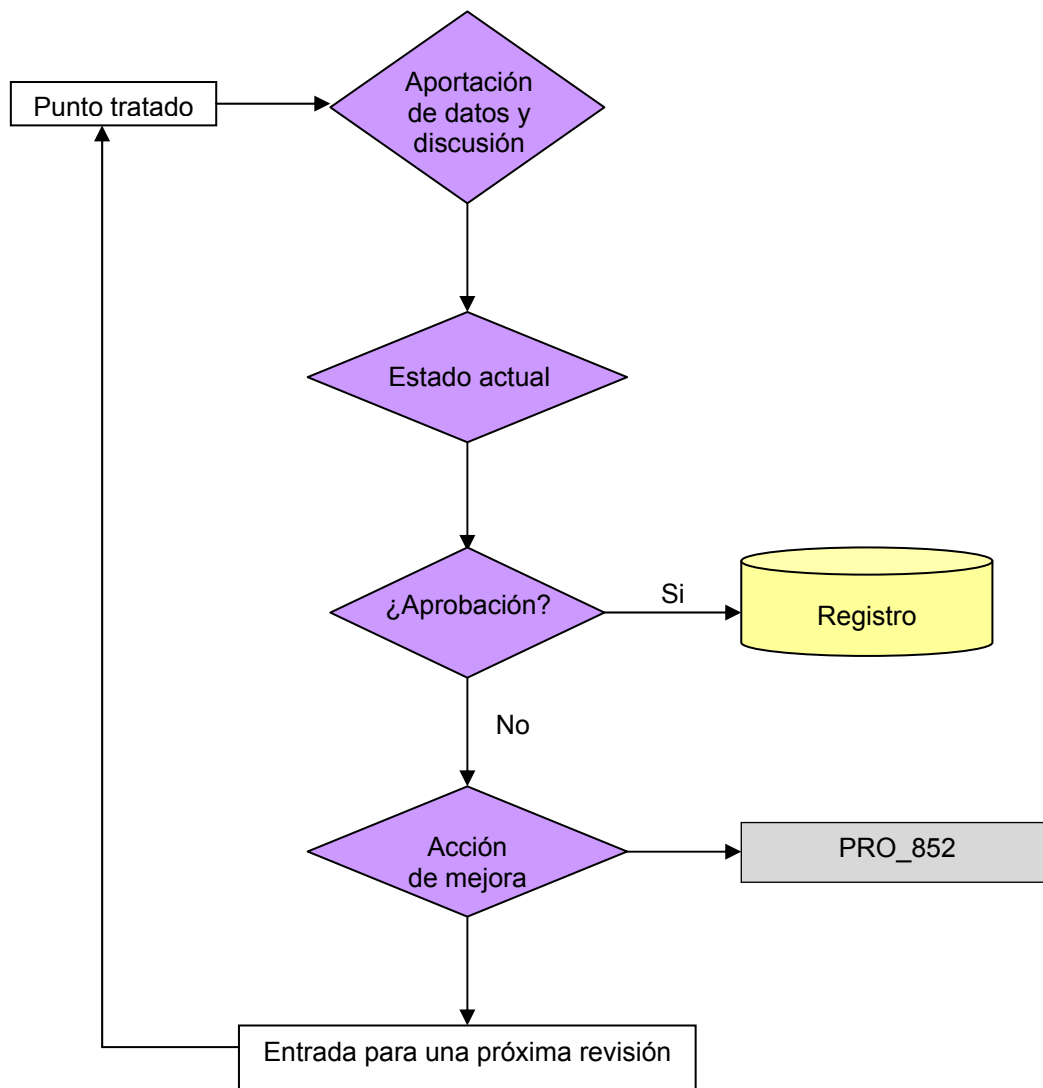 Punto tratado
Aportación
de datos y
discusión
Estado actual
¿Aprobación?
Si
Registro
No
Acción
de mejora
PRO_852
Entrada para una próxima revisión